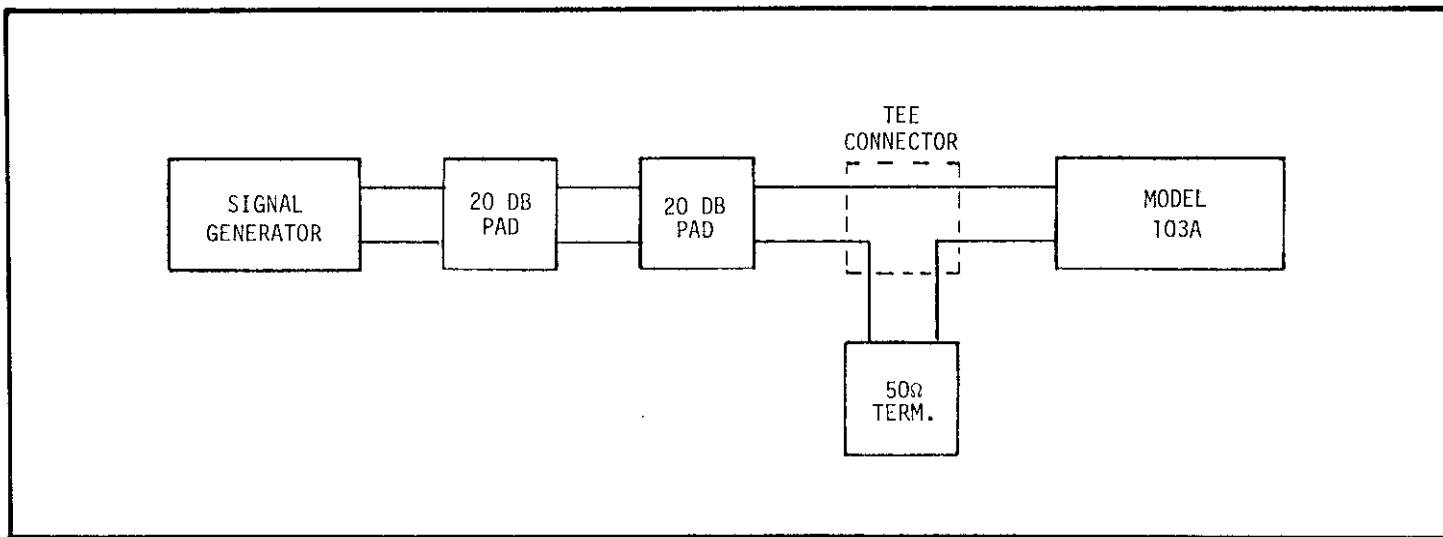 TEE
CONNECTOR
SIGNAL
GENERATOR
20 DB
PAD
20 DB
PAD
MODEL
103A
50Ω
TERM.